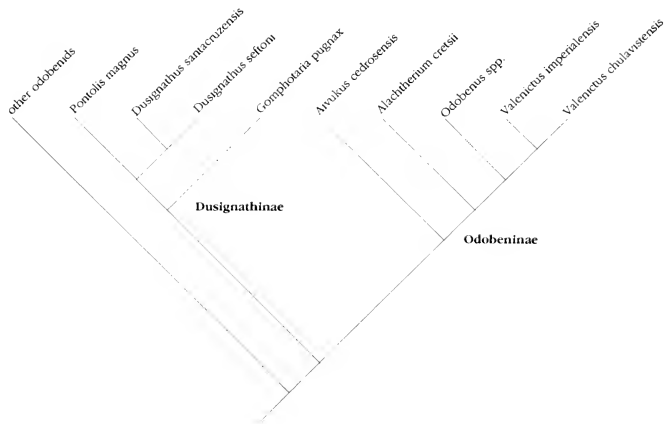 other odobenids
Pontolis magnus
Dusignathus santacruzensis
Dusignathus seftoni
Gomphotaria pugnax
Aivukus cedrosensis
Alachtherium cretsii
Odobenus spp.
Valenictus imperialensis
Valenictus chulavistensis
Dusignathinae
Odobeninae